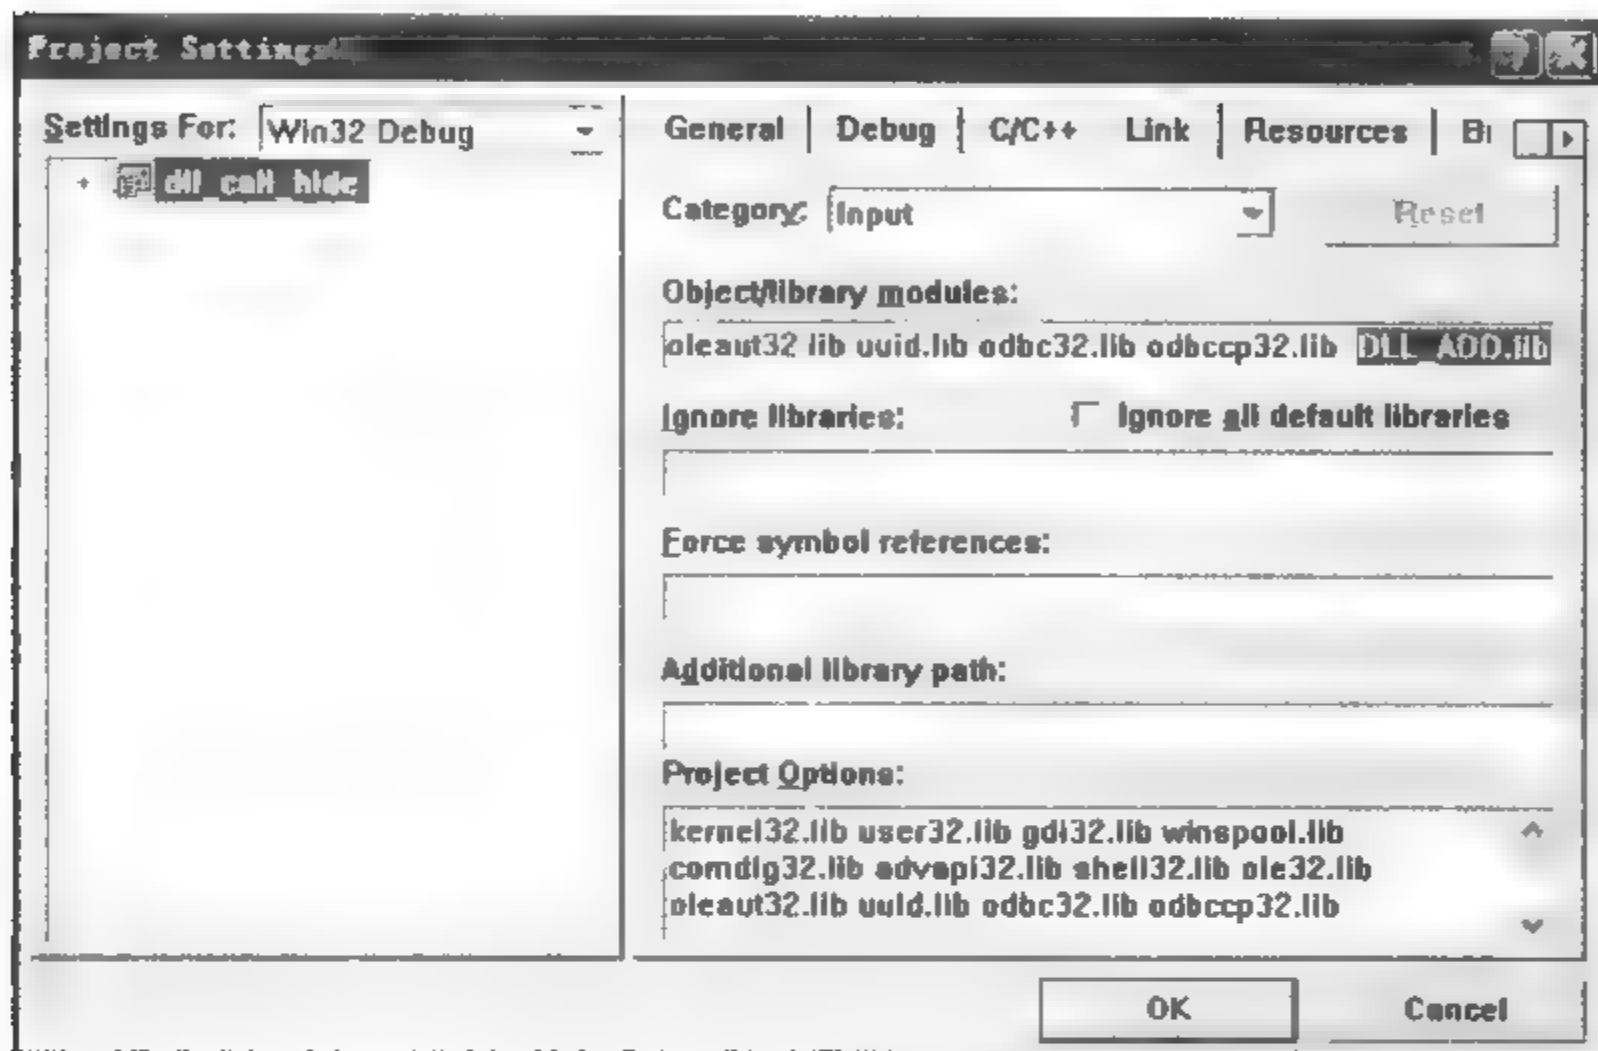 Project Settings
Settings For: Win32 Debug
dll call hide
General Debug C/C++ Link Resources
Category: Input
Reset
Object/library modules:
oleaut32.lib uuid.lib odbc32.lib odbccp32.lib DLL_ADD.lib
Ignore libraries:
Ignore all default libraries
Force symbol references:
Additional library path:
Project Options:
kernel32.lib user32.lib gdi32.lib winspool.lib
comdlg32.lib advapi32.lib shell32.lib ole32.lib
oleaut32.lib uuid.lib odbc32.lib odbccp32.lib
OK Cancel